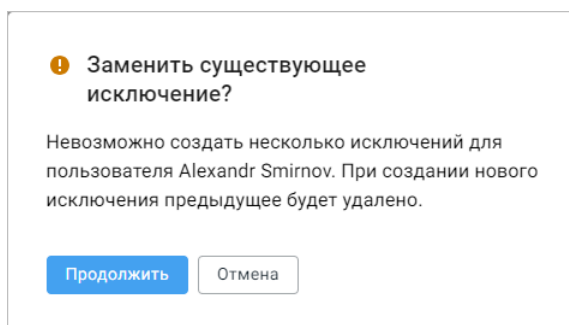 Заменить существующее
исключение?
Невозможно создать несколько исключений для
пользователя Alexandr Smirnov. При создании нового
исключения предыдущее будет удалено.
Продолжить
Отмена